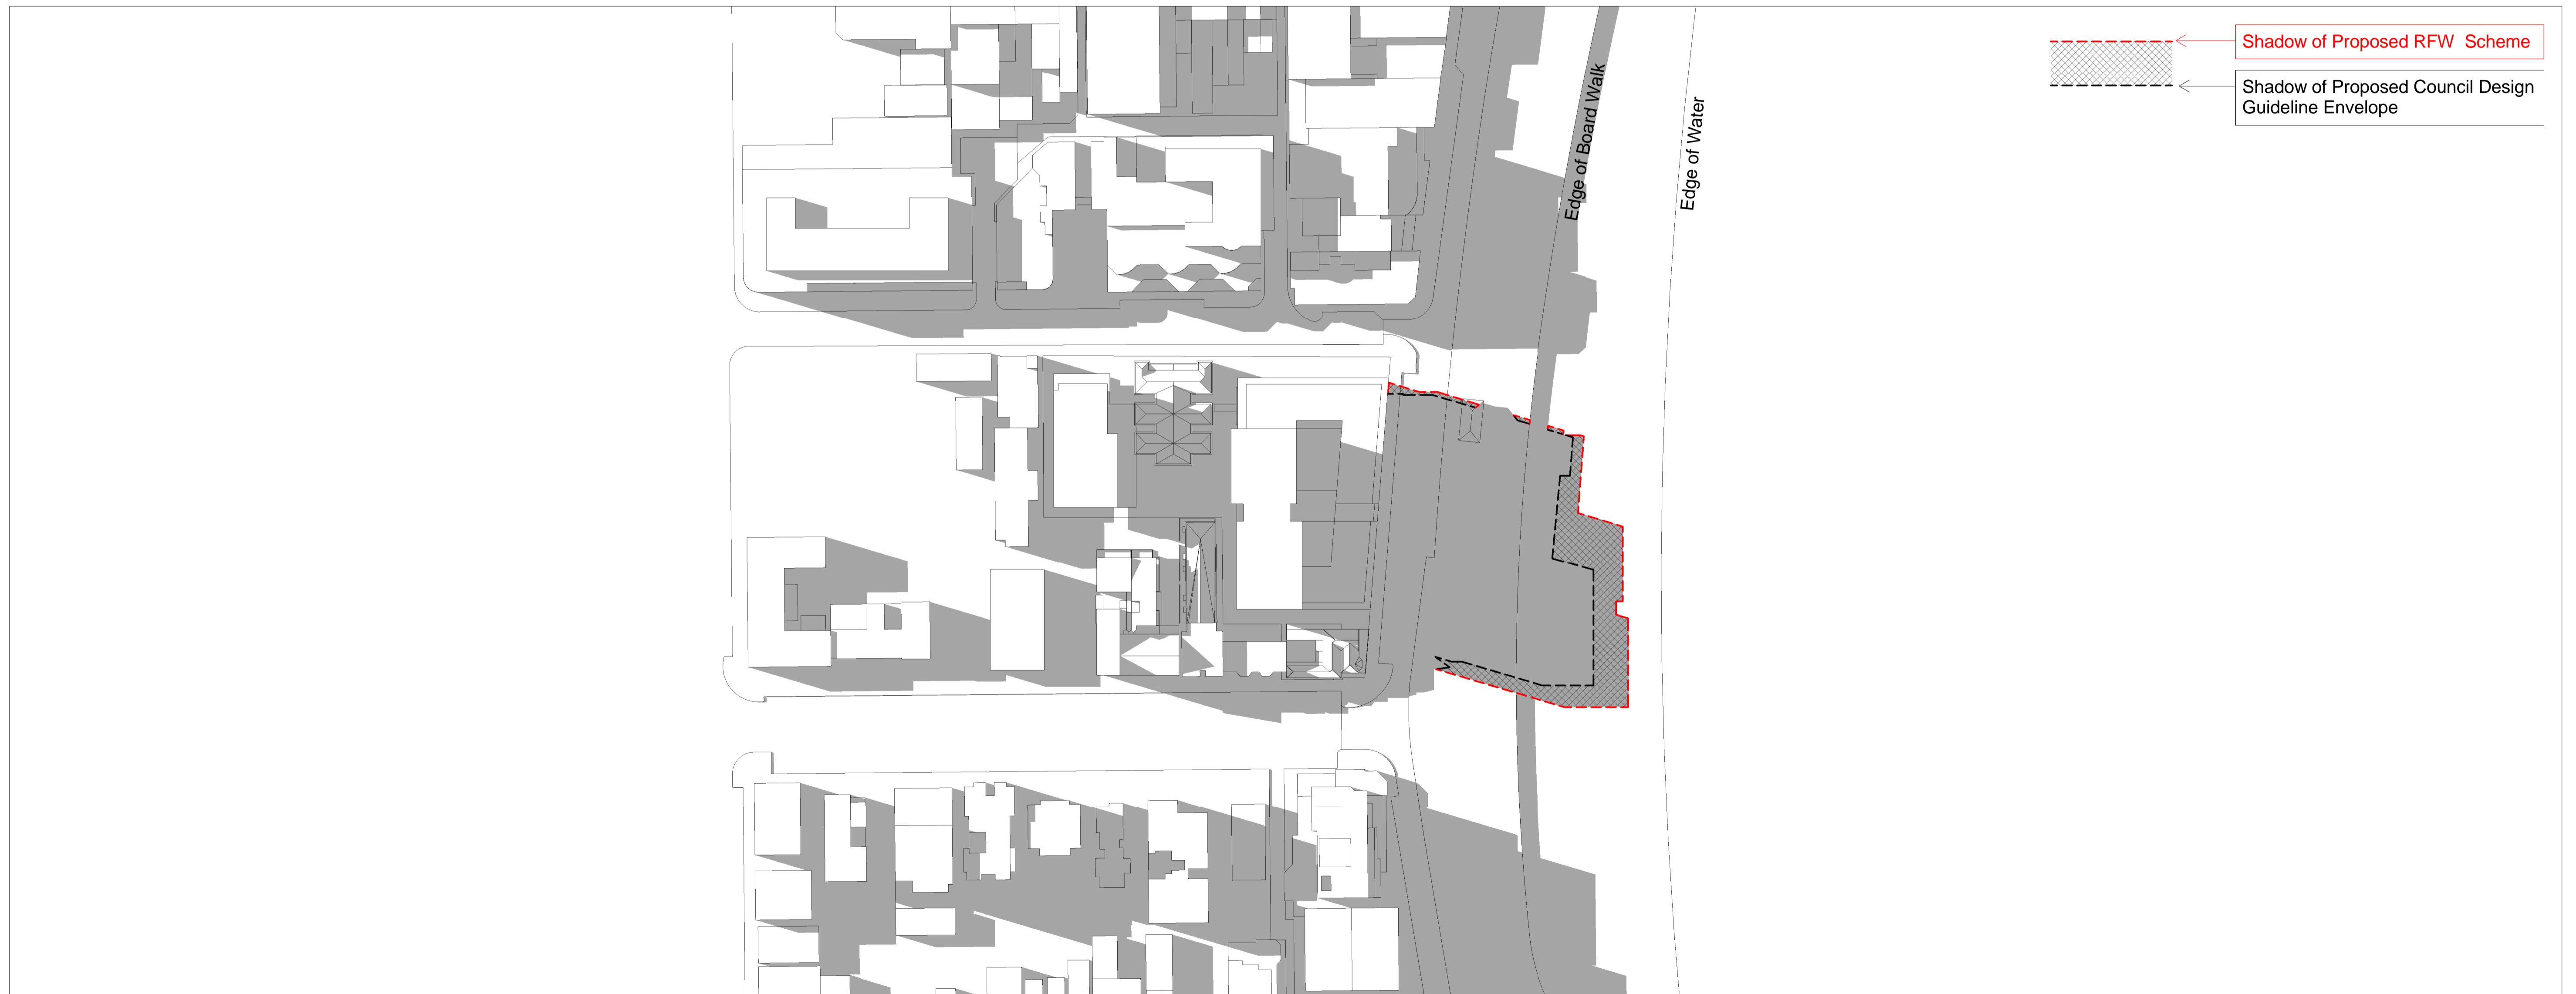 Shadow of Proposed RFW Scheme
Shadow of Proposed Council Design
Guideline Envelope
Edge of Board Walk
Edge of Water